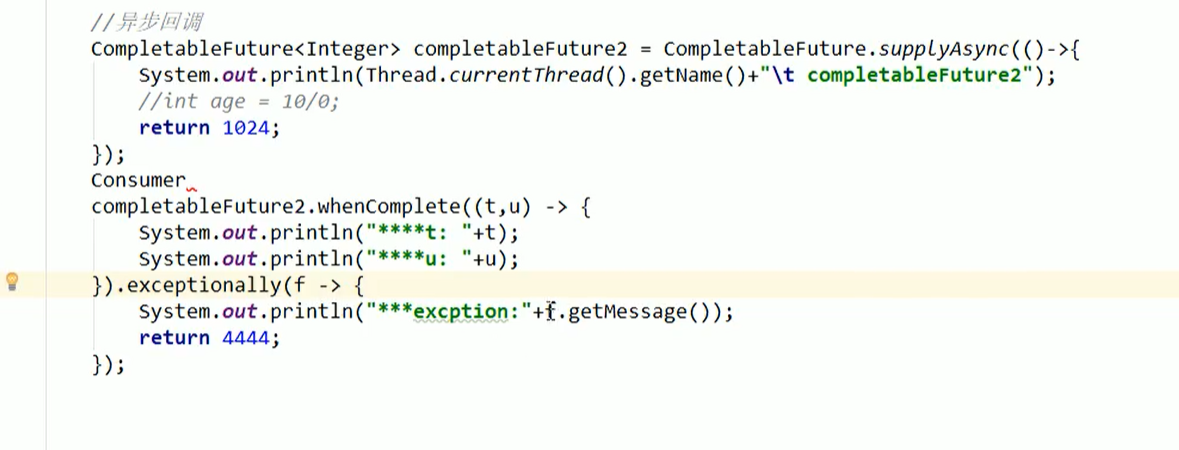 //异步回调
CompletableFuture<Integer> completableFuture2 = CompletableFuture.supplyAsync(()->{
    System.out.println(Thread.currentThread().getName()+"\t completableFuture2");
    //int age = 10/0;
    return 1024;
});
Consumer
completableFuture2.whenComplete((t,u) -> {
    System.out.println("****t: "+t);
    System.out.println("****u: "+u);
}).exceptionally(f -> {
    System.out.println("***excption:"+f.getMessage());
    return 4444;
});